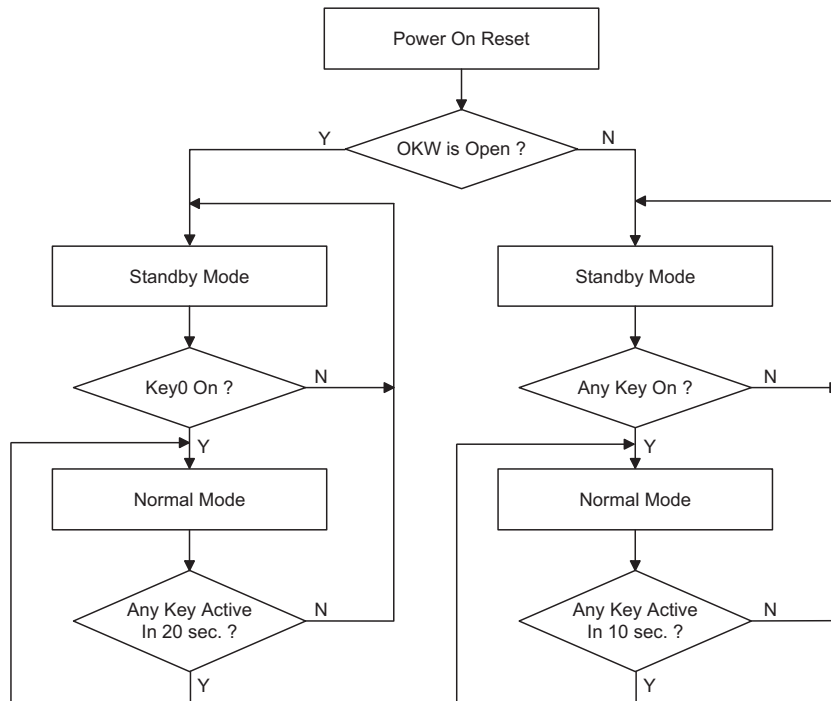 Power On Reset
OKW is Open ?
Y
N
Standby Mode
Standby Mode
Key0 On ?
N
Any Key On ?
N
Y
Y
Normal Mode
Normal Mode
Any Key Active
In 20 sec. ?
N
Any Key Active
In 10 sec. ?
N
Y
Y